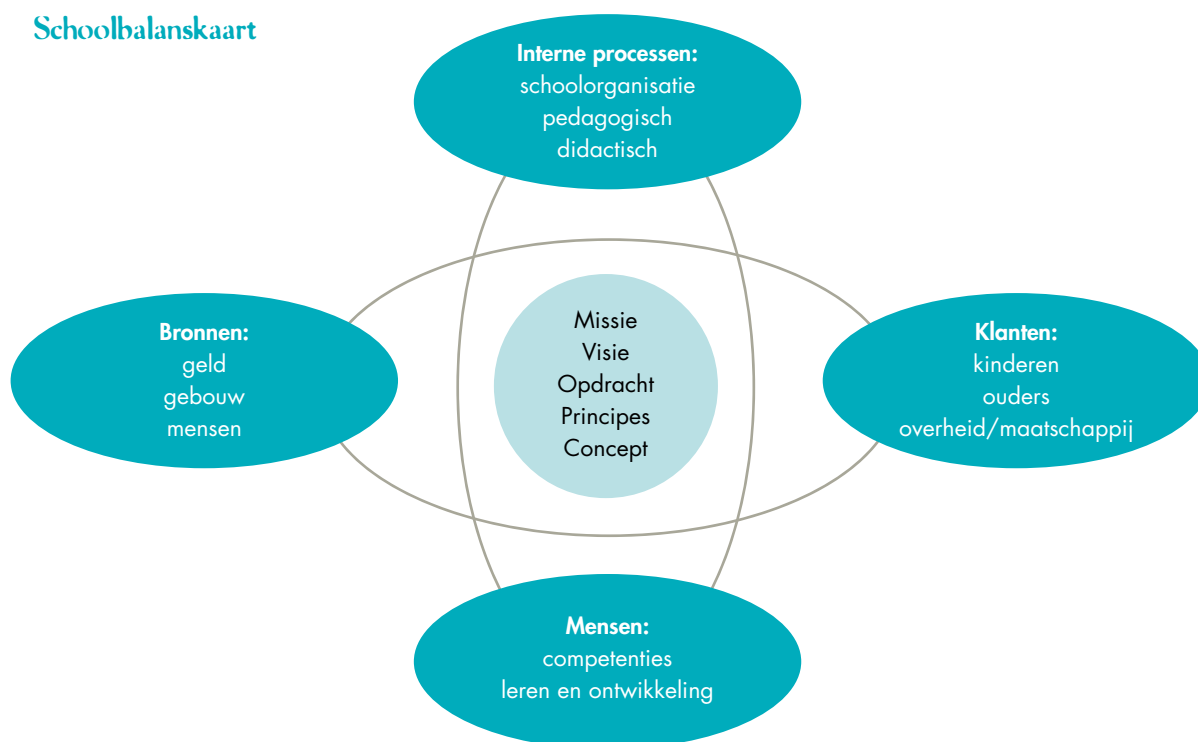 Schoolbalanskaart
Interne processen:
schoolorganisatie
pedagogisch
didactisch
Bronnen:
geld
gebouw
mensen
Missie
Visie
Opdracht
Principes
Concept
Klanten:
kinderen
ouders
overheid/maatschappij
Mensen:
competenties
leren en ontwikkeling